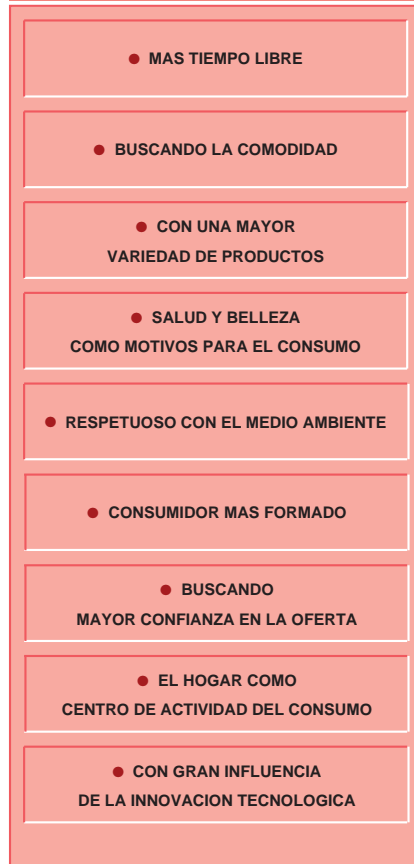 ● MAS TIEMPO LIBRE
● BUSCANDO LA COMODIDAD
● CON UNA MAYOR
VARIEDAD DE PRODUCTOS
● SALUD Y BELLEZA
COMO MOTIVOS PARA EL CONSUMO
● RESPETUOSO CON EL MEDIO AMBIENTE
● CONSUMIDOR MAS FORMADO
● BUSCANDO
MAYOR CONFIANZA EN LA OFERTA
● EL HOGAR COMO
CENTRO DE ACTIVIDAD DEL CONSUMO
● CON GRAN INFLUENCIA
DE LA INNOVACION TECNOLOGICA